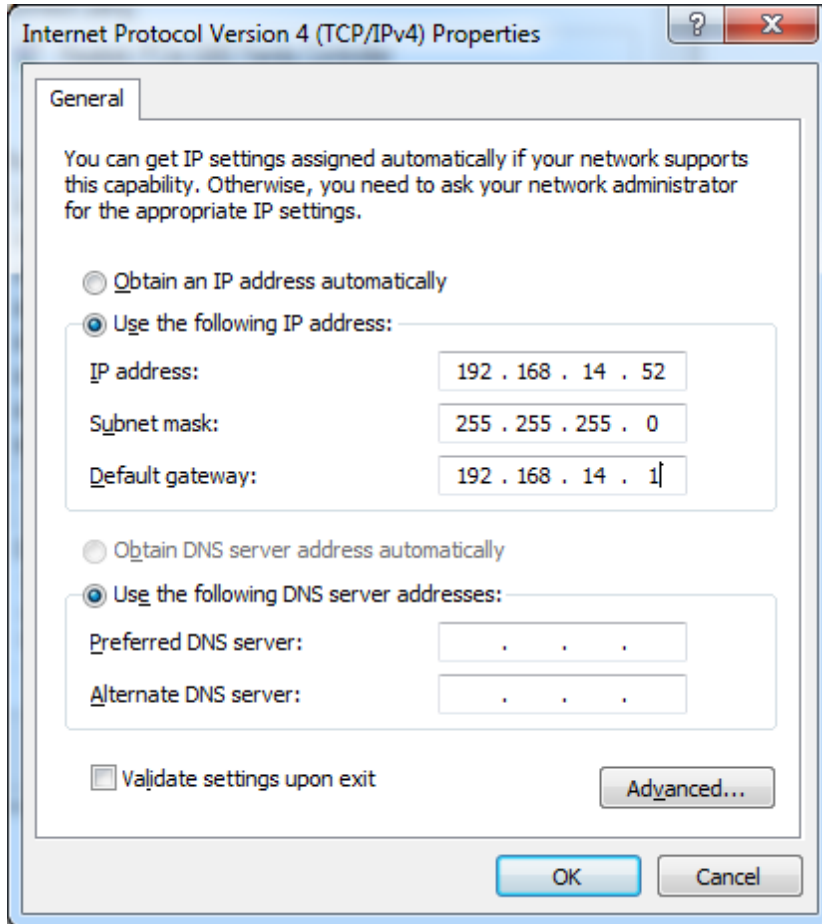 Internet Protocol Version 4 (TCP/IPv4) Properties
?
General
You can get IP settings assigned automatically if your network supports
this capability. Otherwise, you need to ask your network administrator
for the appropriate IP settings.
Obtain an IP address automatically
Use the following IP address:
IP address: 192 . 168 . 14 . 52
Subnet mask: 255 . 255 . 255 . 0
Default gateway: 192 . 168 . 14 . 1
Obtain DNS server address automatically
Use the following DNS server addresses:
Preferred DNS server: . . .
Alternate DNS server: . . .
Validate settings upon exit
Advanced...
OK Cancel